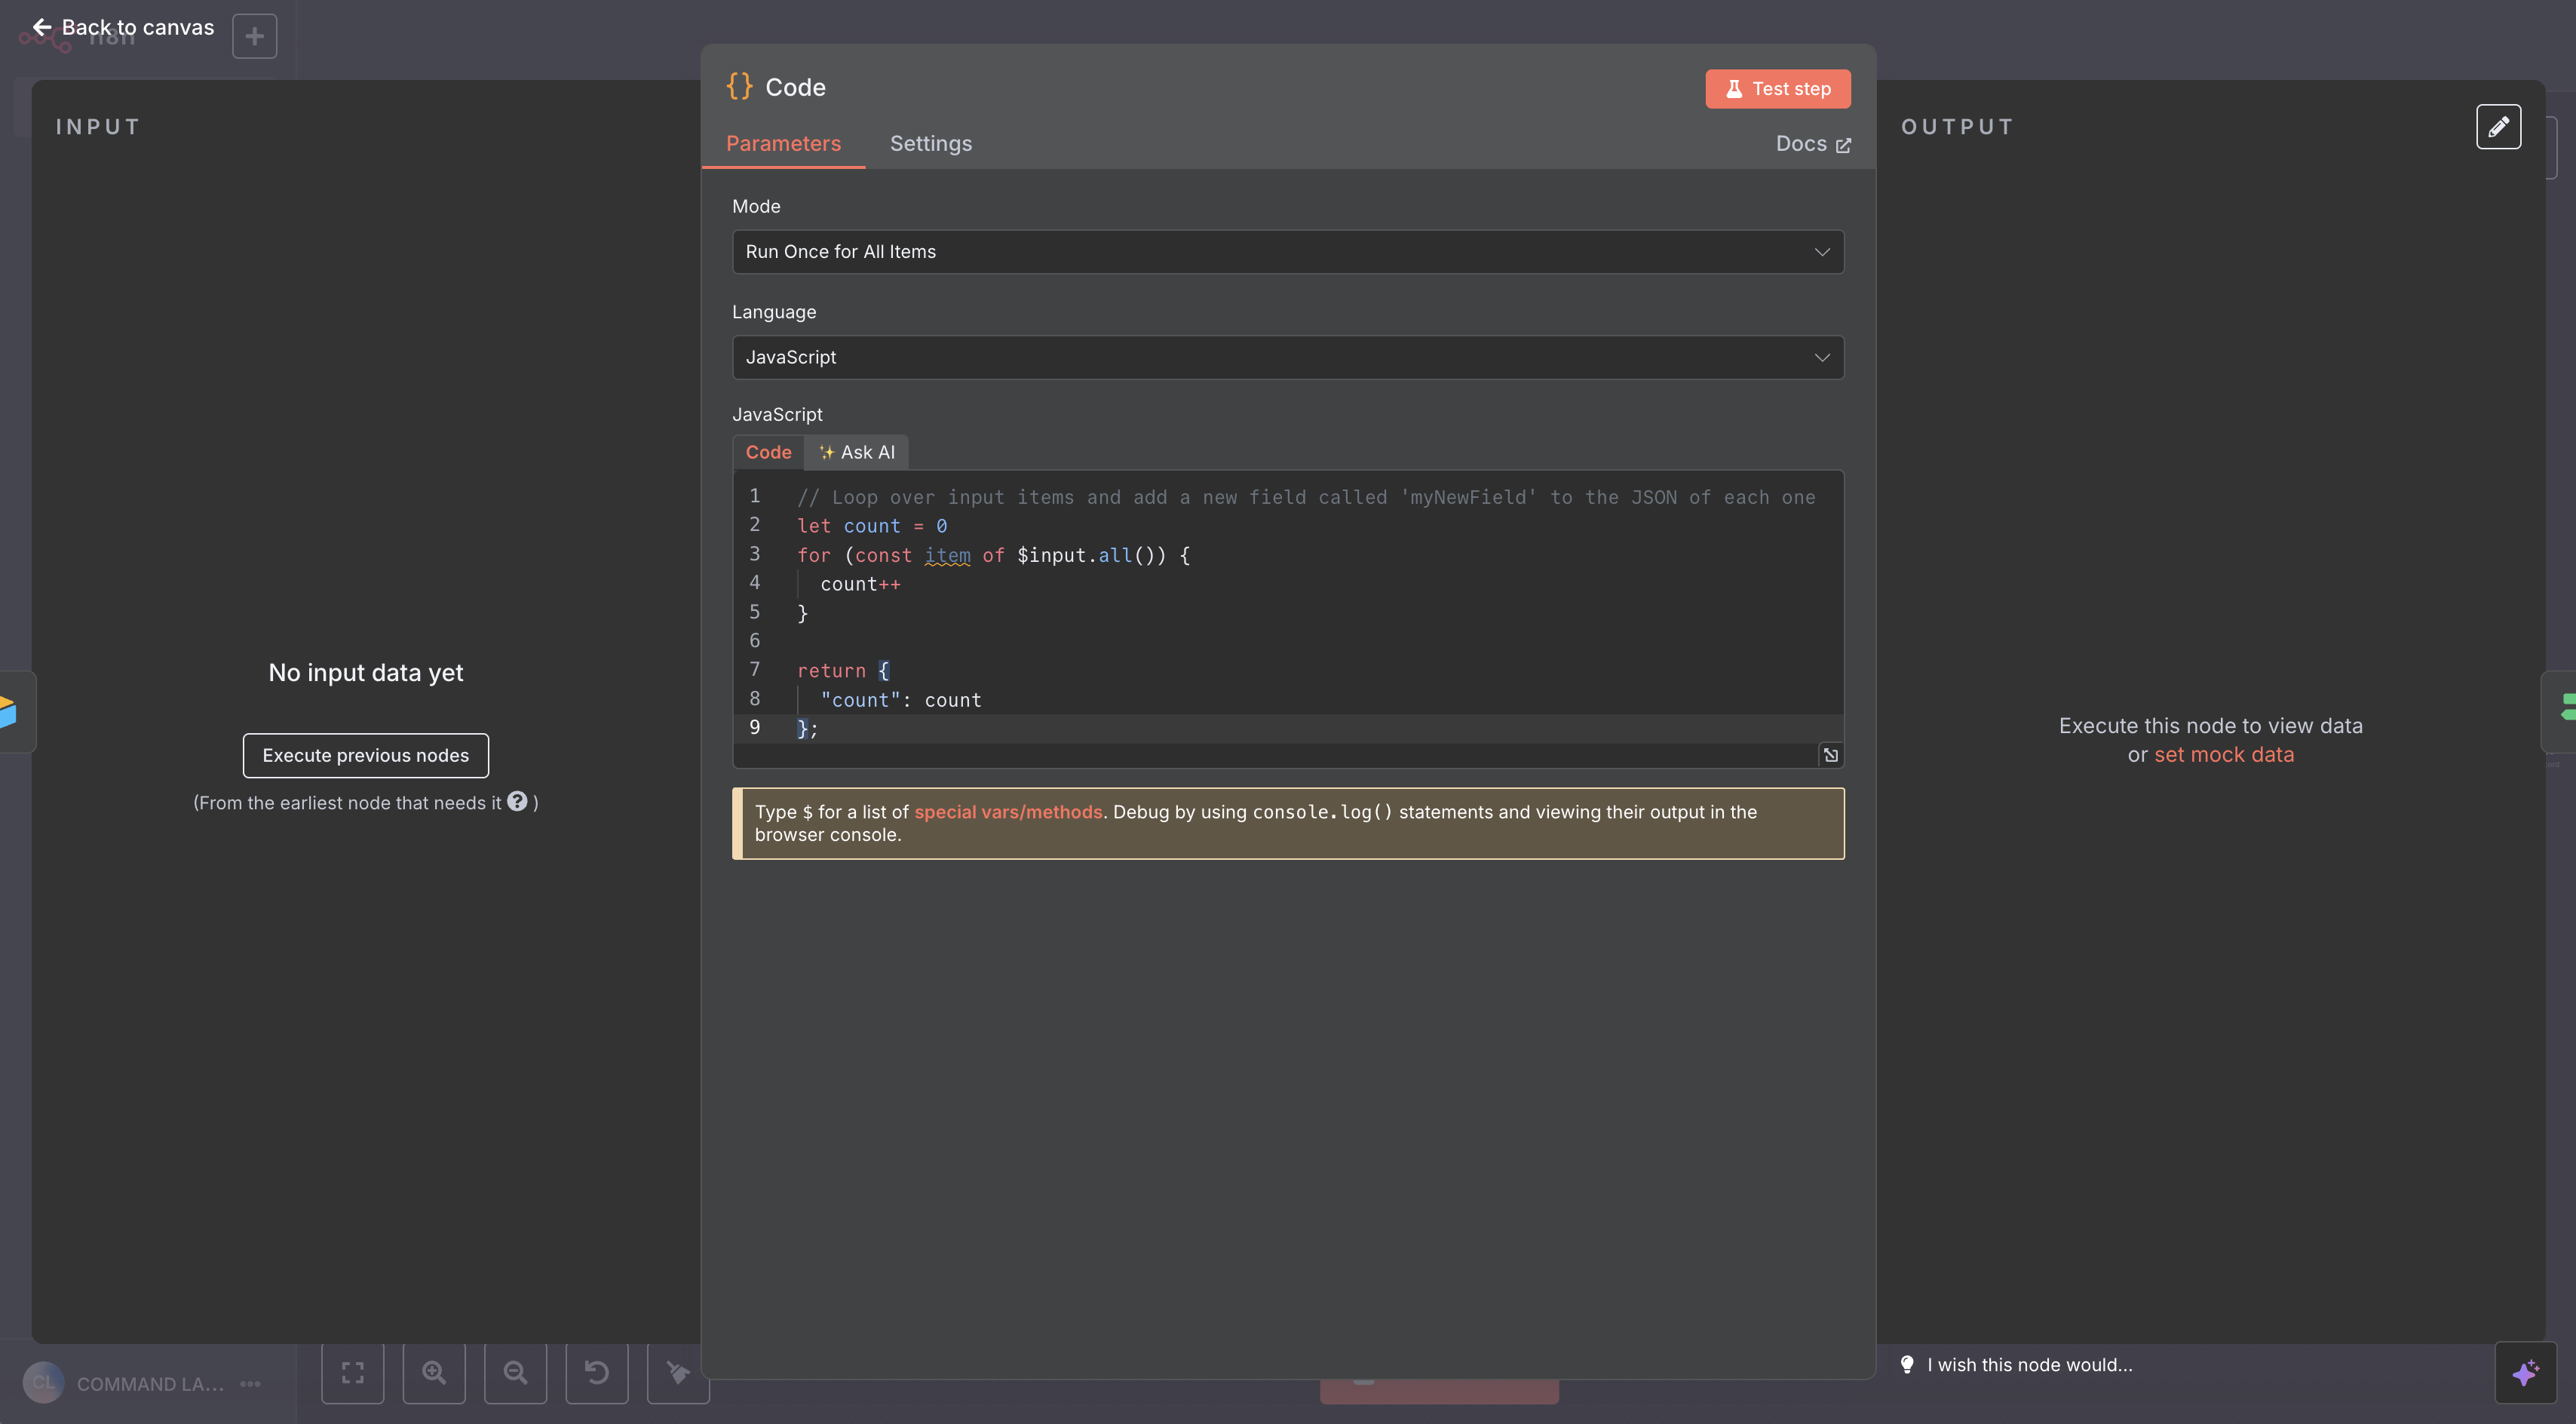 Back to canvas
n8n
INPUT
Code
Test step
OUTPUT
Parameters
Settings
Docs
Mode
Run Once for All Items
Language
JavaScript
JavaScript
Code
✨ Ask AI
1 // Loop over input items and add a new field called 'myNewField' to the JSON of each one
2 let count = 0
3 for (const item of $input.all()) {
4   count++
5 }
6
7 return {
8   "count": count
9 };
No input data yet
Execute previous nodes
(From the earliest node that needs it ? )
Execute this node to view data
or set mock data
Type $ for a list of special vars/methods. Debug by using console.log() statements and viewing their output in the
browser console.
CL
COMMAND LA...
I wish this node would...